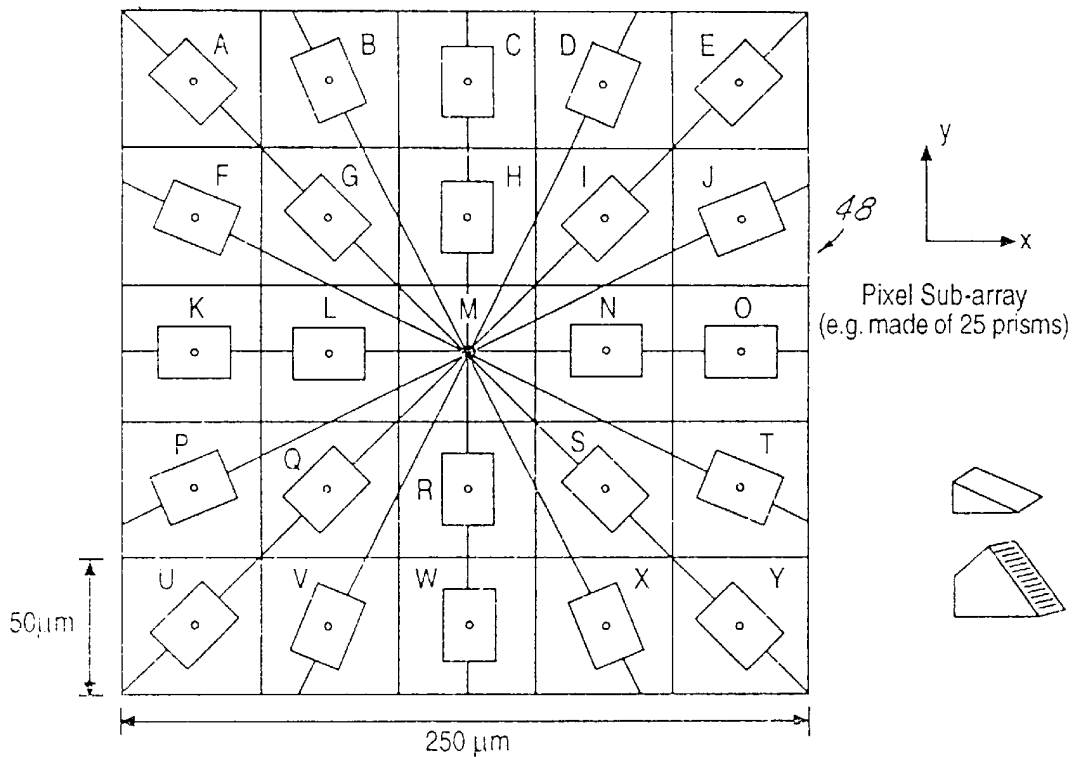 A B C D E
y
F G H I J
48
x
K L M N O
Pixel Sub-array
(e.g. made of 25 prisms)
P Q R S T
U V W X Y
50µm
250 µm